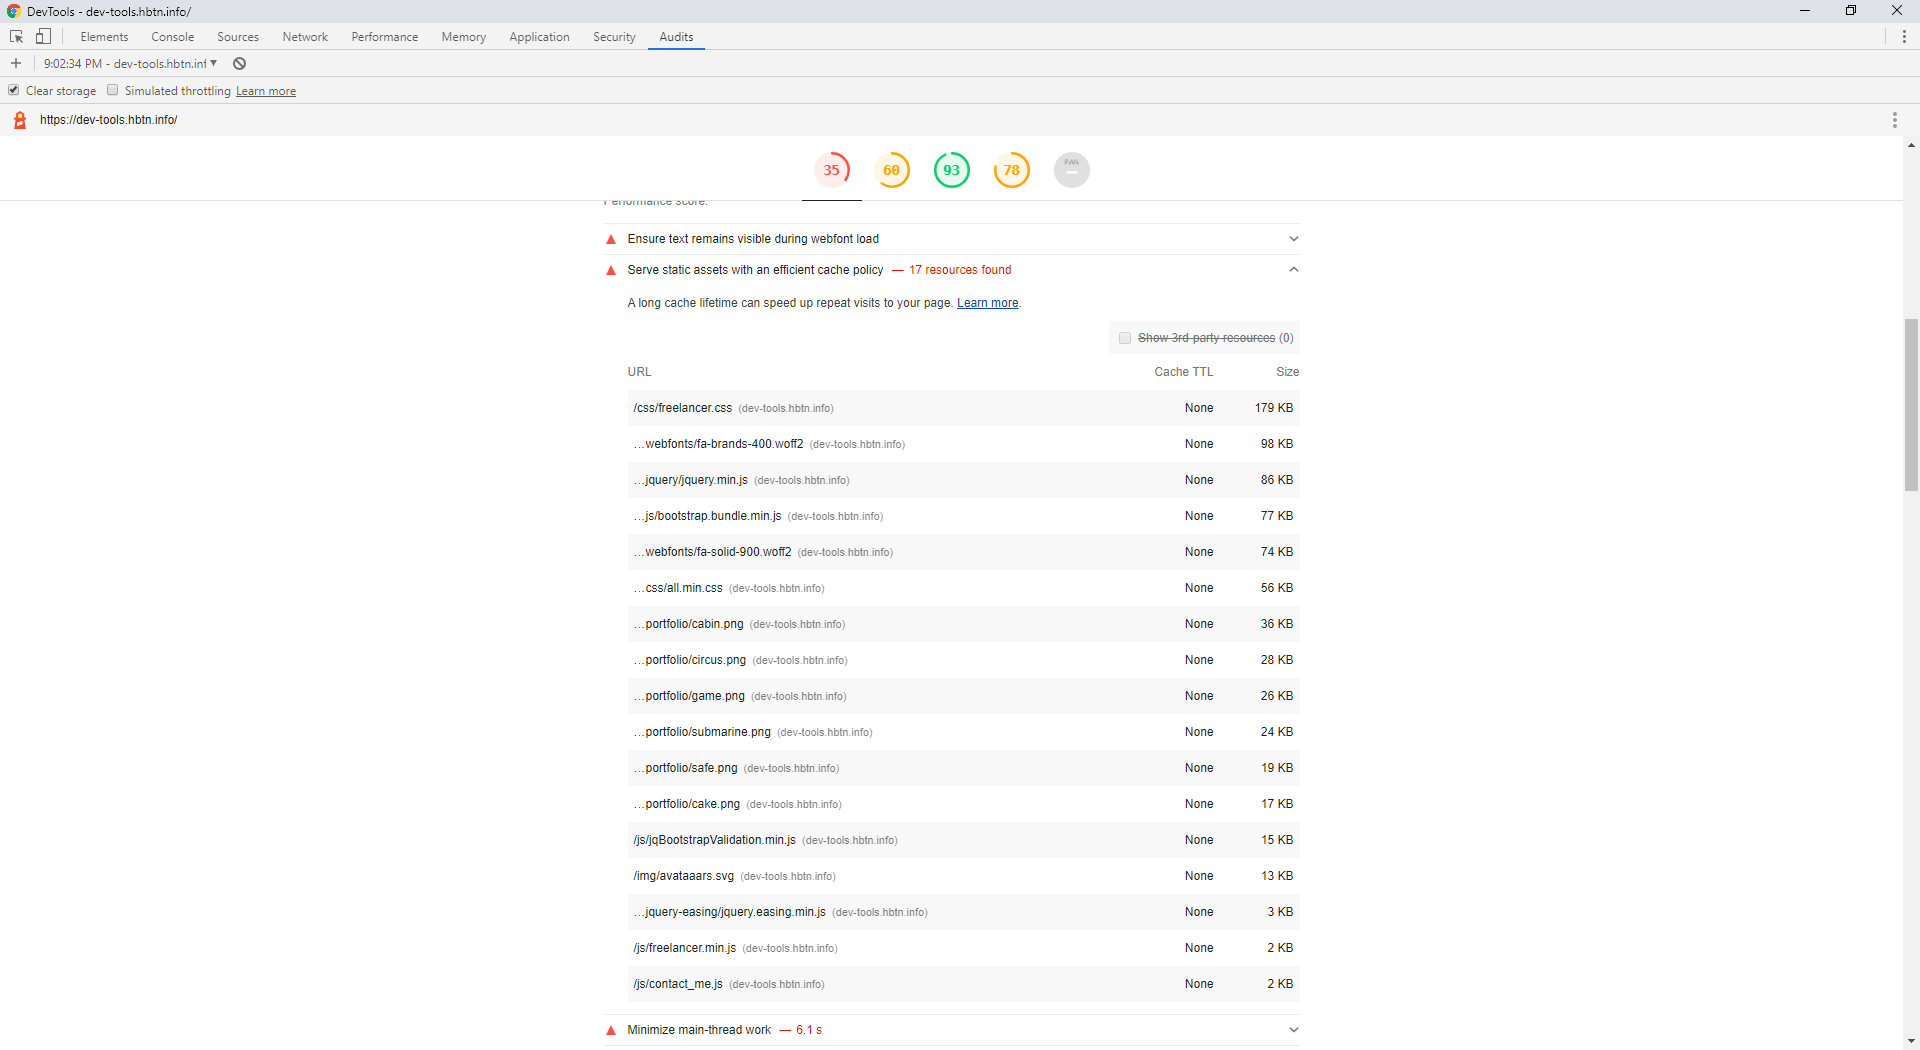 DevTools - dev-tools.hbtn.info/
Elements Console Sources Network Performance Memory Application Security Audits
9:02:34 PM - dev-tools.hbtn.inf
Clear storage Simulated throttling Learn more
https://dev-tools.hbtn.info/
35 60 93 78 PWA
Performance score.
Ensure text remains visible during webfont load
Serve static assets with an efficient cache policy — 17 resources found
A long cache lifetime can speed up repeat visits to your page. Learn more.
Show 3rd-party resources (0)
URL Cache TTL Size
/css/freelancer.css (dev-tools.hbtn.info) None 179 KB
…webfonts/fa-brands-400.woff2 (dev-tools.hbtn.info) None 98 KB
…jquery/jquery.min.js (dev-tools.hbtn.info) None 86 KB
…js/bootstrap.bundle.min.js (dev-tools.hbtn.info) None 77 KB
…webfonts/fa-solid-900.woff2 (dev-tools.hbtn.info) None 74 KB
…css/all.min.css (dev-tools.hbtn.info) None 56 KB
…portfolio/cabin.png (dev-tools.hbtn.info) None 36 KB
…portfolio/circus.png (dev-tools.hbtn.info) None 28 KB
…portfolio/game.png (dev-tools.hbtn.info) None 26 KB
…portfolio/submarine.png (dev-tools.hbtn.info) None 24 KB
…portfolio/safe.png (dev-tools.hbtn.info) None 19 KB
…portfolio/cake.png (dev-tools.hbtn.info) None 17 KB
/js/jqBootstrapValidation.min.js (dev-tools.hbtn.info) None 15 KB
/img/avataaars.svg (dev-tools.hbtn.info) None 13 KB
…jquery-easing/jquery.easing.min.js (dev-tools.hbtn.info) None 3 KB
/js/freelancer.min.js (dev-tools.hbtn.info) None 2 KB
/js/contact_me.js (dev-tools.hbtn.info) None 2 KB
Minimize main-thread work — 6.1 s